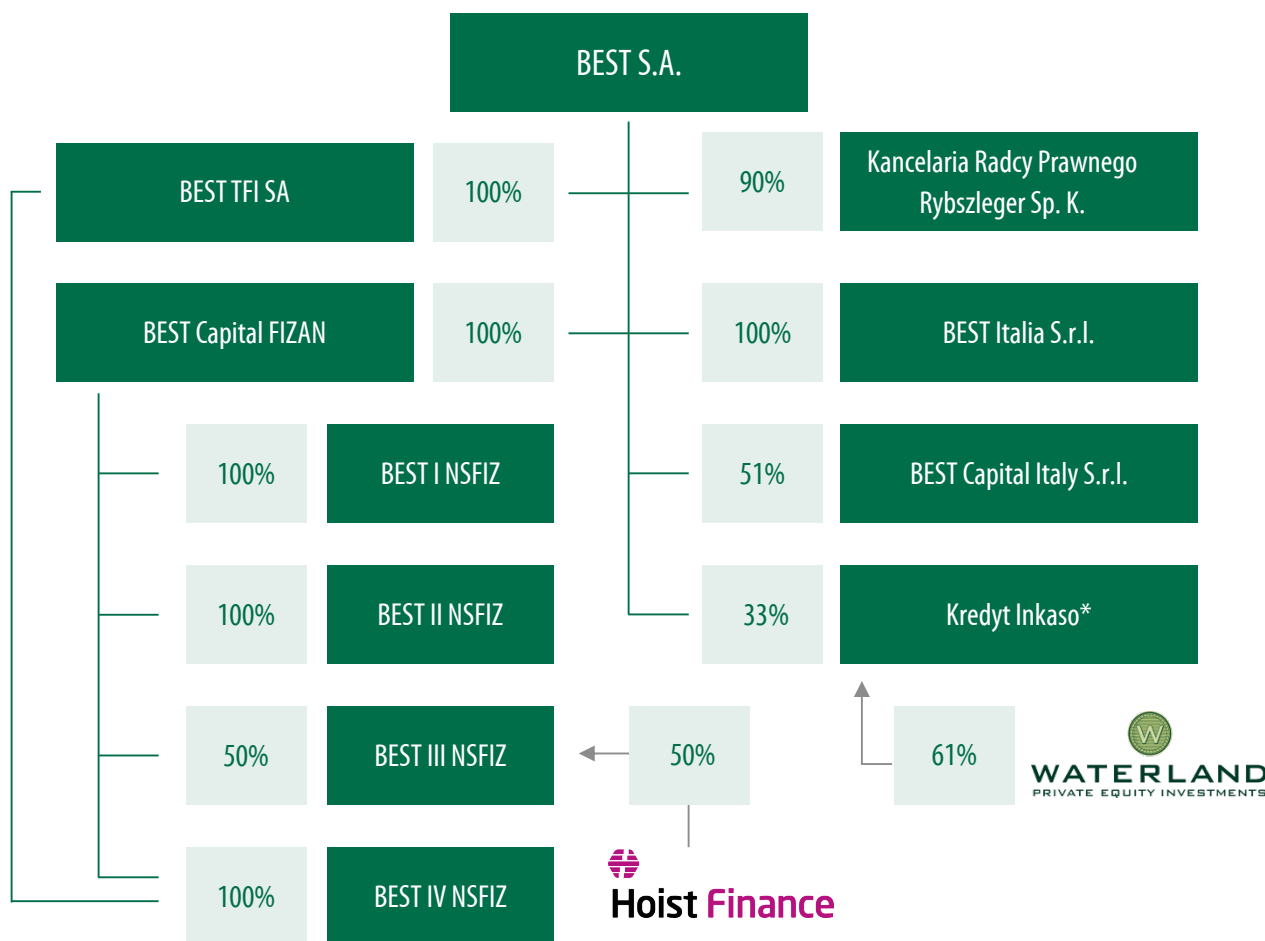 BEST S.A.
BEST TFI SA
100%
90%
Kancelaria Radcy Prawnego
Rybszleger Sp. K.
BEST Capital FIZAN
100%
100%
BEST Italia S.r.l.
100%
BEST I NSFIZ
51%
BEST Capital Italy S.r.l.
100%
BEST II NSFIZ
33%
Kredyt Inkaso*
50%
BEST III NSFIZ
50%
61%
W
WATERLAND
PRIVATE EQUITY INVESTMENTS
100%
BEST IV NSFIZ
Hoist Finance